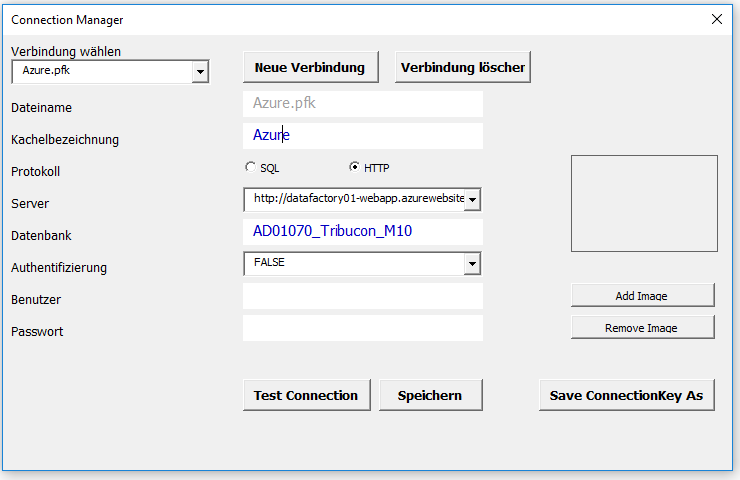 Connection Manager
Verbindung wählen
Azure.pfk
Neue Verbindung
Verbindung löscher
Dateiname
Azure.pfk
Kachelbezeichnung
Azure
Protokoll
SQL
HTTP
Server
http://datafactory01-webapp.azurewebsite
Datenbank
AD01070_Tribucon_M10
Authentifizierung
FALSE
Benutzer
Add Image
Passwort
Remove Image
Test Connection
Speichern
Save ConnectionKey As